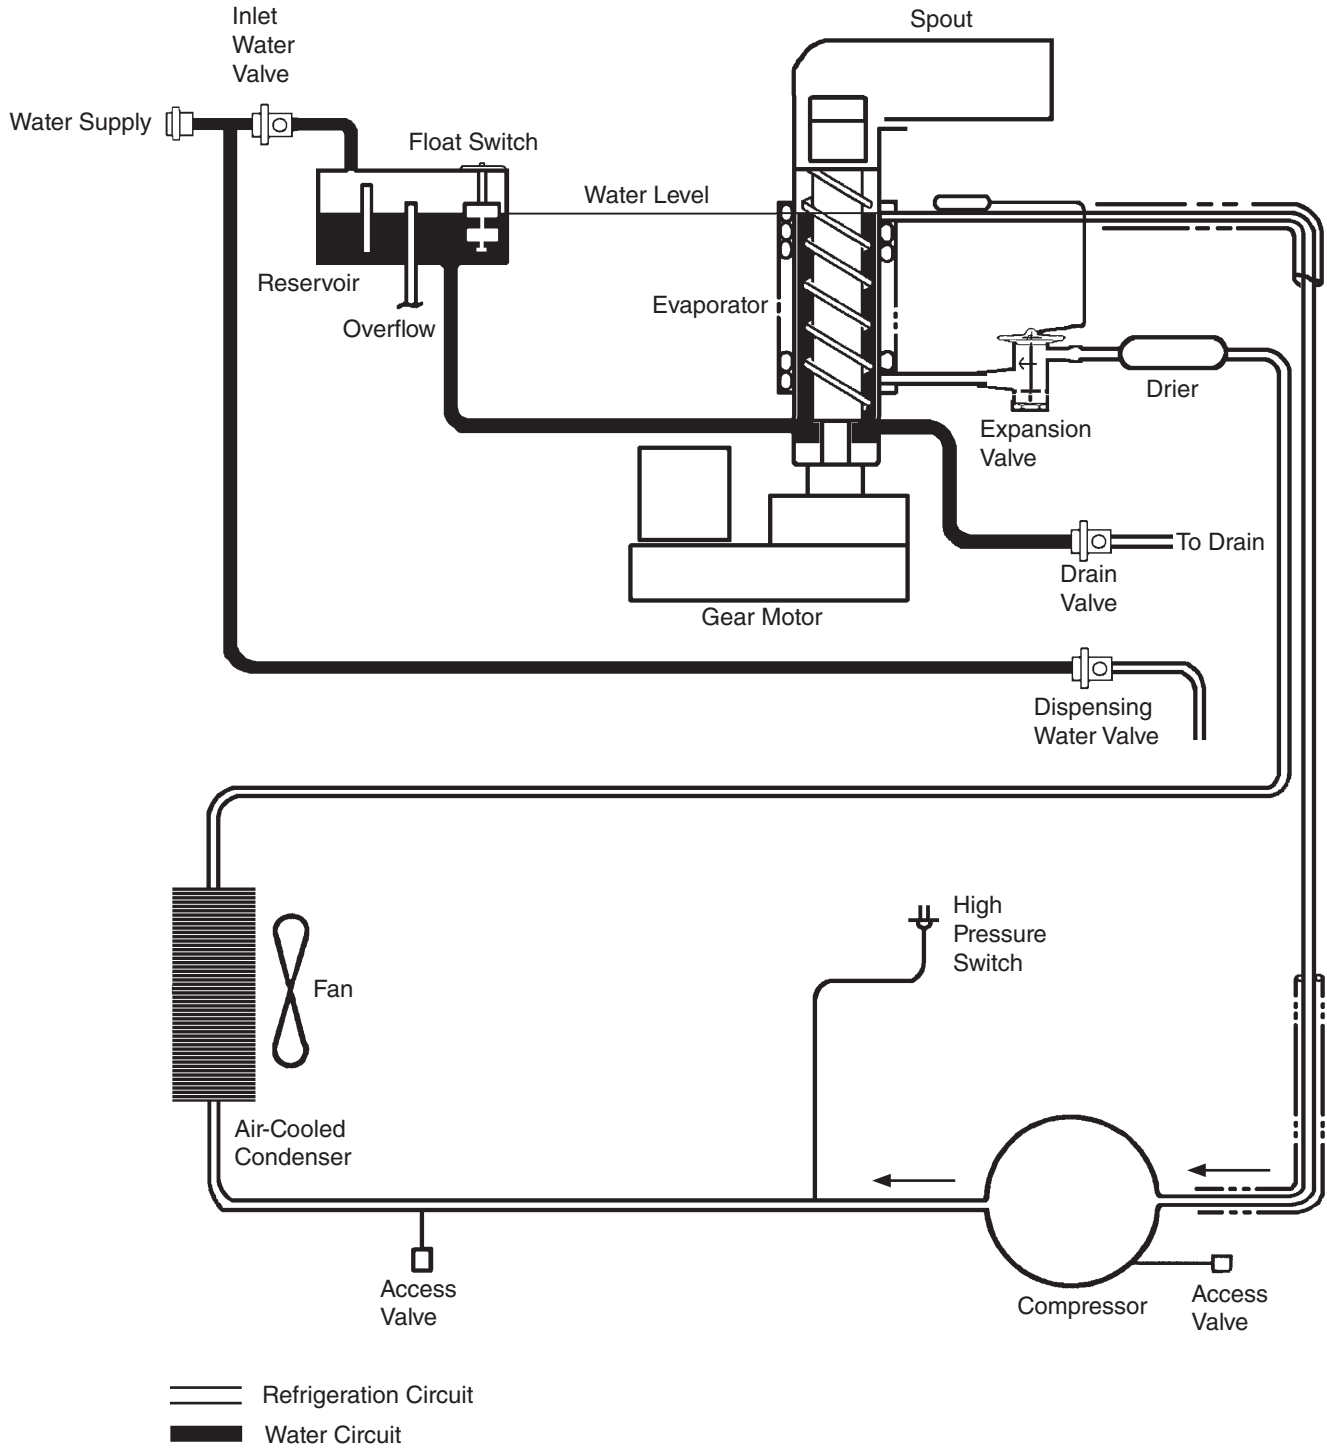 Spout
Inlet
Water
Valve
Water Supply
Float Switch
Water Level
Reservoir
Overflow
Evaporator
Drier
Expansion
Valve
To Drain
Drain
Valve
Gear Motor
Dispensing
Water Valve
High
Pressure
Switch
Fan
Air-Cooled
Condenser
Access
Valve
Compressor
Access
Valve
Refrigeration Circuit
Water Circuit